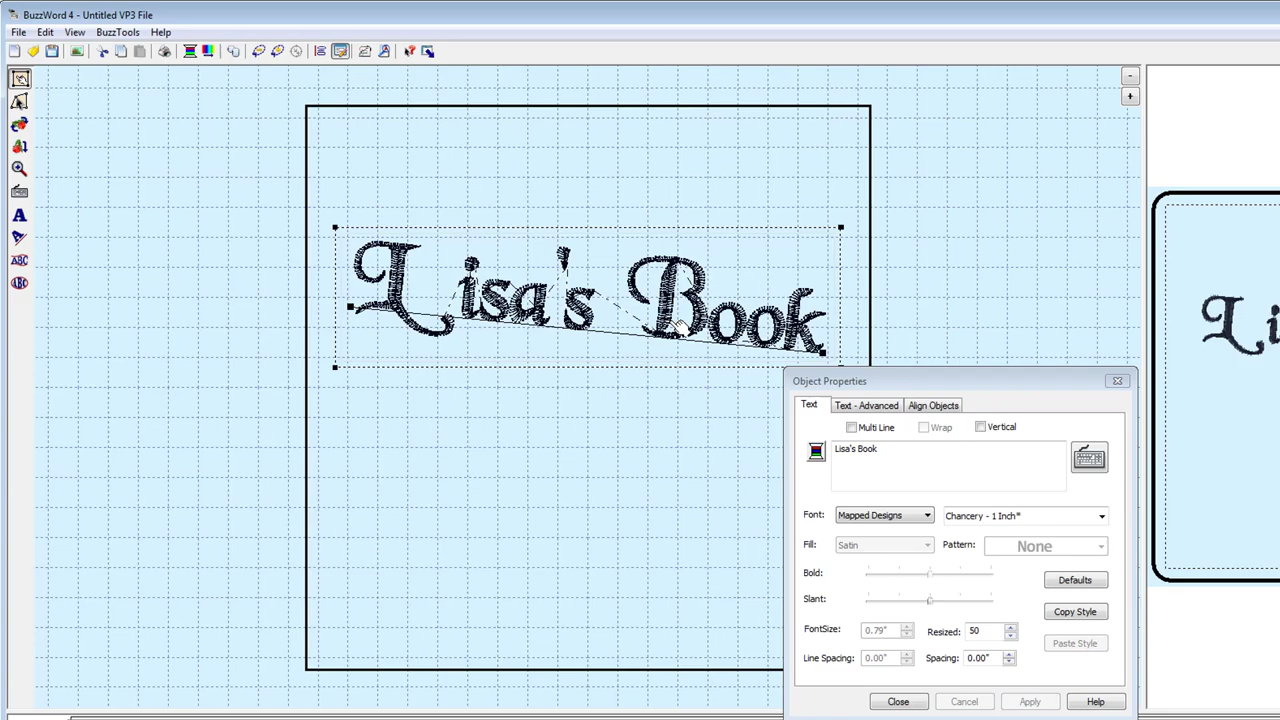 BuzzWord 4 - Untitled VP3 File
File Edit View BuzzTools Help
-
+
A
ABC
ABC
Lisa's Book
Li
Object Properties
Text Text - Advanced Align Objects
Multi Line Wrap Vertical
Lisa's Book
Font: Mapped Designs Chancery - 1 Inch*
Fill: Satin Pattern: None
Bold: Defaults
Slant: Copy Style
FontSize: 0.79" Resized: 50 Paste Style
Line Spacing: 0.00" Spacing: 0.00"
Close Cancel Apply Help